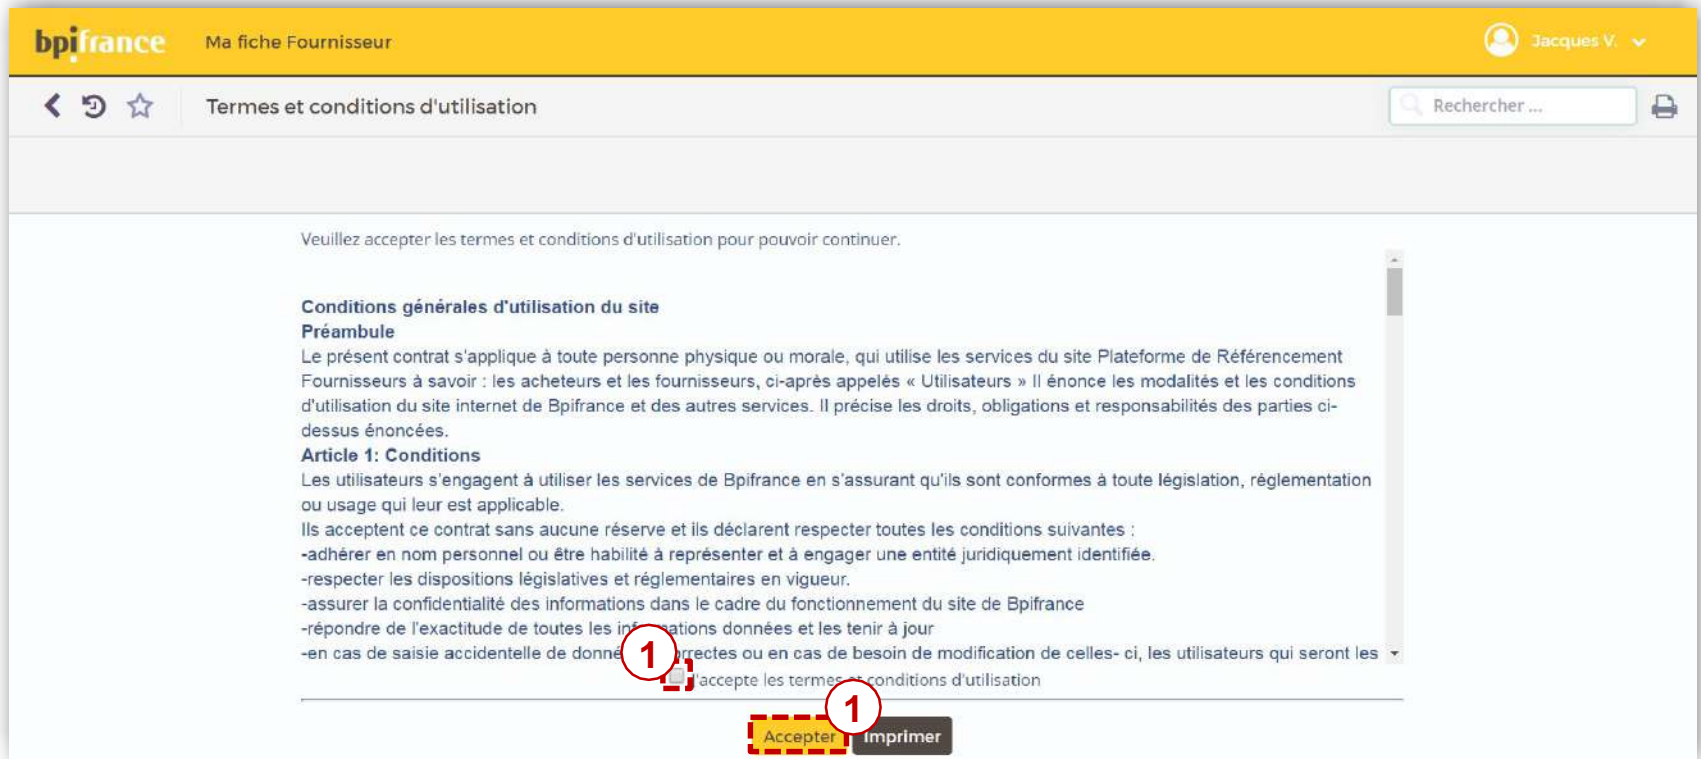 bpifrance Ma fiche Fournisseur Jacques V.
Termes et conditions d'utilisation Rechercher ...
Veuillez accepter les termes et conditions d'utilisation pour pouvoir continuer.
Conditions générales d'utilisation du site
Préambule
Le présent contrat s'applique à toute personne physique ou morale, qui utilise les services du site Plateforme de Référencement
Fournisseurs à savoir : les acheteurs et les fournisseurs, ci-après appelés « Utilisateurs » Il énonce les modalités et les conditions
d'utilisation du site internet de Bpifrance et des autres services. Il précise les droits, obligations et responsabilités des parties ci-
dessus énoncées.
Article 1: Conditions
Les utilisateurs s'engagent à utiliser les services de Bpifrance en s'assurant qu'ils sont conformes à toute législation, réglementation
ou usage qui leur est applicable.
Ils acceptent ce contrat sans aucune réserve et ils déclarent respecter toutes les conditions suivantes :
-adhérer en nom personnel ou être habilité à représenter et à engager une entité juridiquement identifiée.
-respecter les dispositions législatives et réglementaires en vigueur.
-assurer la confidentialité des informations dans le cadre du fonctionnement du site de Bpifrance
-répondre de l'exactitude de toutes les informations données et les tenir à jour
-en cas de saisie accidentelle de 1 ou en cas de besoin de modification de celles- ci, les utilisateurs qui seront les
J'accepte les termes et conditions d'utilisation
1
Accepter Imprimer